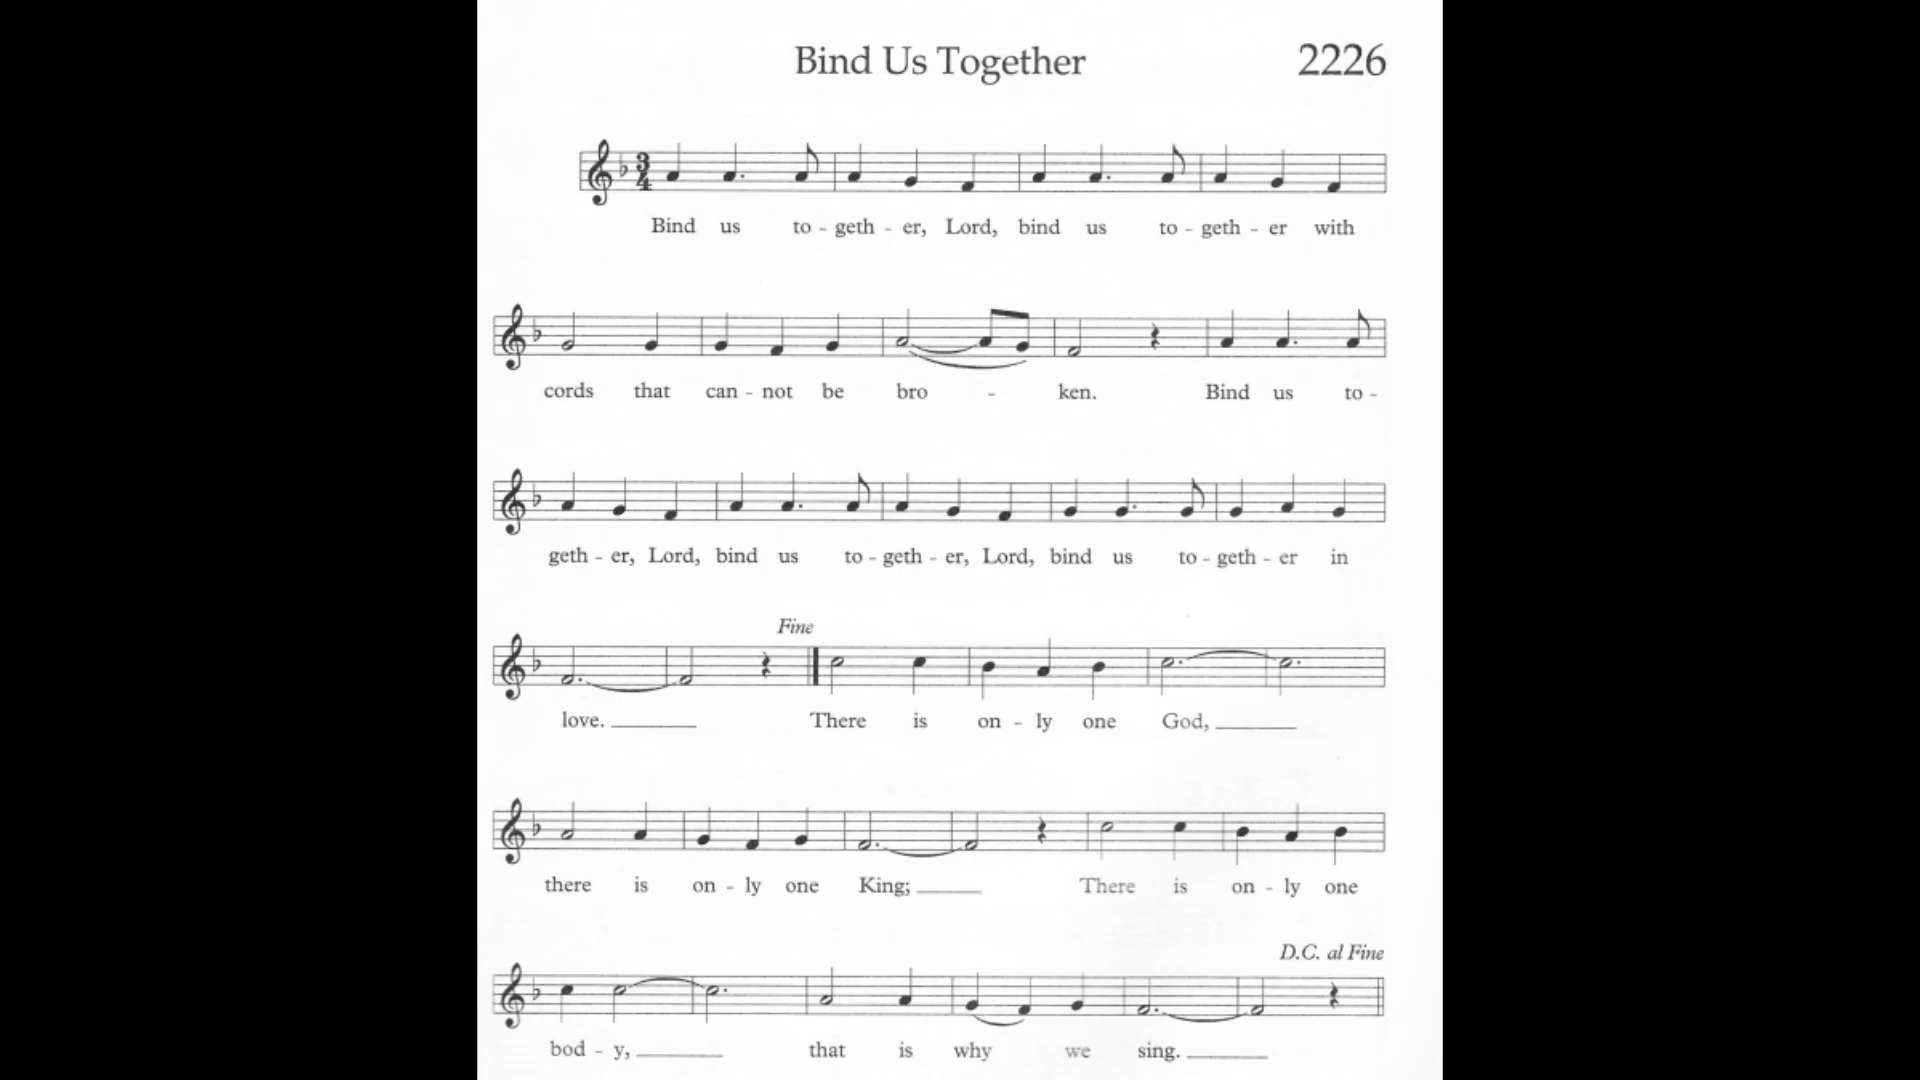 Bind Us Together 2226
Bind us to - geth - er, Lord, bind us to - geth - er with
cords that can - not be bro - ken. Bind us to -
geth - er, Lord, bind us to - geth - er, Lord, bind us to - geth - er in
Fine
love. There is on - ly one God,
there is on - ly one King; There is on - ly one
D.C. al Fine
bod - y, that is why we sing.